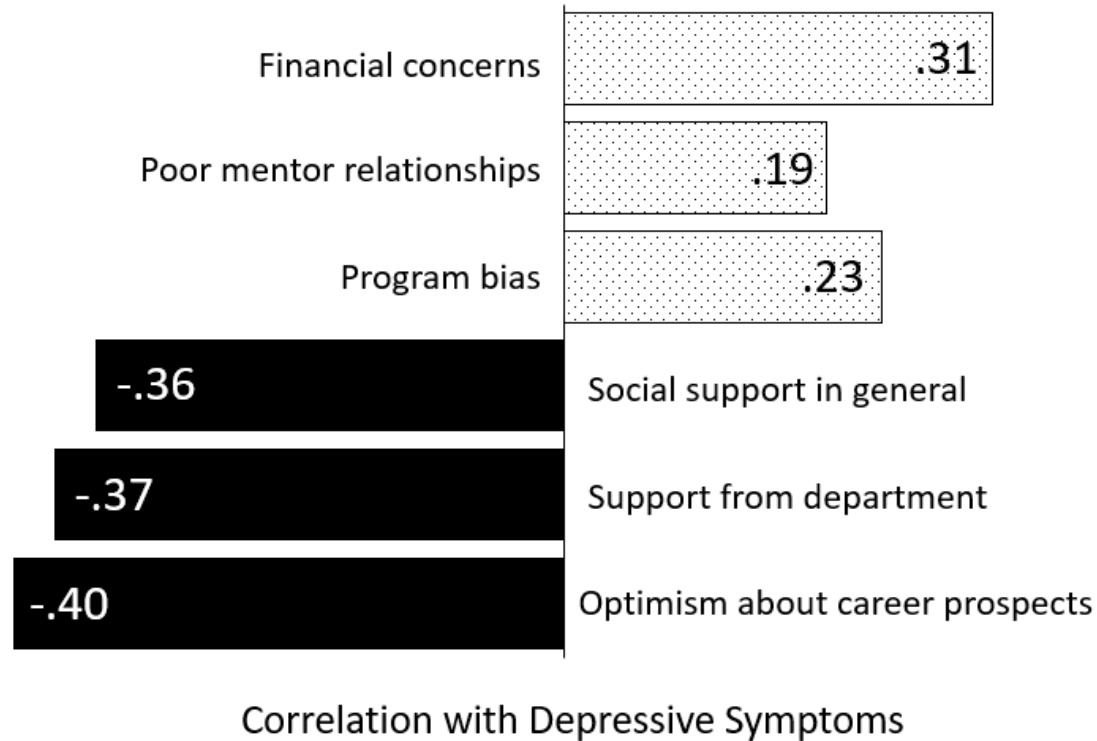 Financial concerns .31
Poor mentor relationships .19
Program bias .23
-.36 Social support in general
-.37 Support from department
-.40 Optimism about career prospects
Correlation with Depressive Symptoms